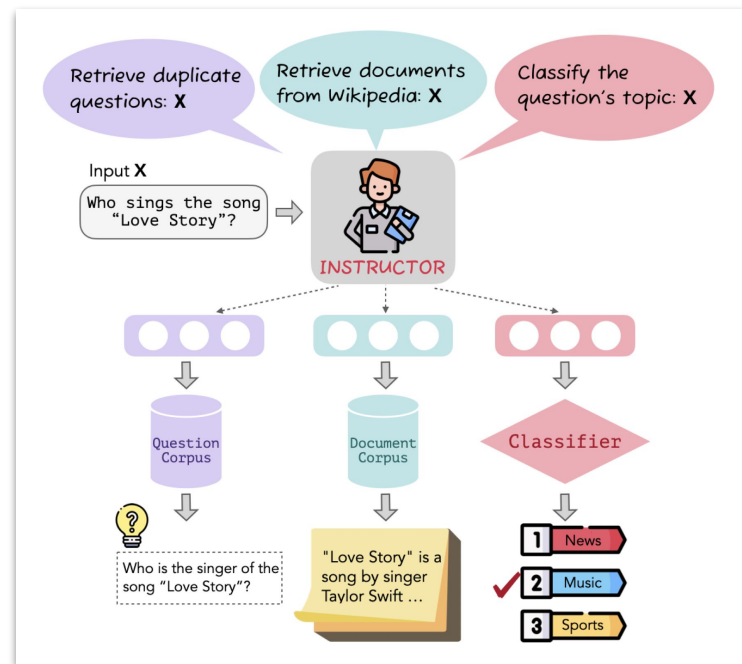 Retrieve duplicate
questions: X
Retrieve documents
from Wikipedia: X
Classify the
question's topic: X
Input X
Who sings the song
“Love Story”?
INSTRUCTOR
Question
Corpus
Document
Corpus
Classifier
?
Who is the singer of the
song “Love Story”?
"Love Story" is a
song by singer
Taylor Swift ...
1 News
2 Music
3 Sports